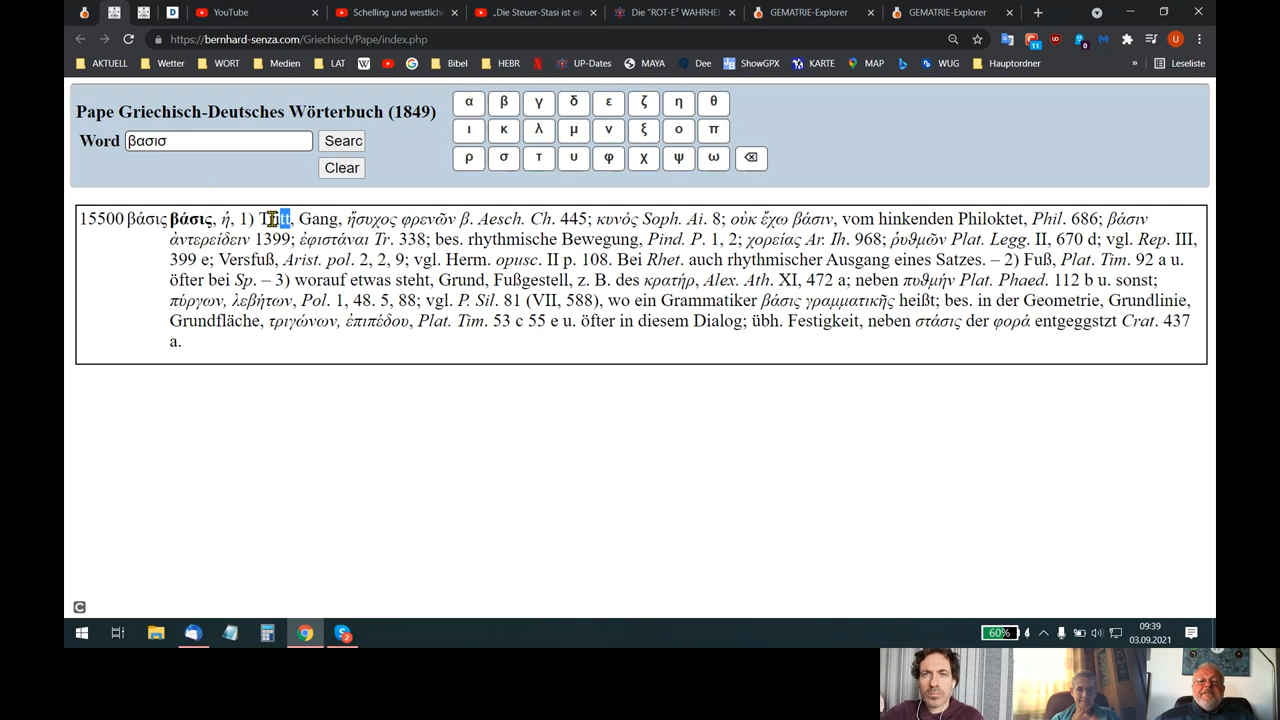 YouTube
Schelling und westliche
„Die Steuer-Stasi ist ein
Die "ROT-E² WAHRHE
GEMATRIE-Explorer
GEMATRIE-Explorer
https://bernhard-senza.com/Griechisch/Pape/index.php
AKTUELL Wetter WORT Medien LAT Bibel HEBR UP-Dates MAYA Dee ShowGPX KARTE MAP WUG Hauptordner » Leseliste
Pape Griechisch-Deutsches Wörterbuch (1849)
Word βασισ Searc
Clear
α β γ δ ε ζ η θ
ι κ λ μ ν ξ ο π
ρ σ τ υ φ χ ψ ω ⌫
15500 βάσις βάσις, ἡ, 1) Tritt, Gang, ἥσυχος φρενῶν β. Aesch. Ch. 445; κυνός Soph. Ai. 8; οὐκ ἔχω βάσιν, vom hinkenden Philoktet, Phil. 686; βάσιν
ἀντερείδειν 1399; ἐφιστάναι Tr. 338; bes. rhythmische Bewegung, Pind. P. 1, 2; χορείας Ar. Th. 968; ῥυθμῶν Plat. Legg. II, 670 d; vgl. Rep. III,
399 e; Versfuß, Arist. pol. 2, 2, 9; vgl. Herm. opusc. II p. 108. Bei Rhet. auch rhythmischer Ausgang eines Satzes. – 2) Fuß, Plat. Tim. 92 a u.
öfter bei Sp. – 3) worauf etwas steht, Grund, Fußgestell, z. B. des κρατήρ, Alex. Ath. XI, 472 a; neben πυθμήν Plat. Phaed. 112 b u. sonst;
πύργων, λεβήτων, Pol. 1, 48. 5, 88; vgl. P. Sil. 81 (VII, 588), wo ein Grammatiker βάσις γραμματικῆς heißt; bes. in der Geometrie, Grundlinie,
Grundfläche, τριγώνων, ἐπιπέδου, Plat. Tim. 53 c 55 e u. öfter in diesem Dialog; übh. Festigkeit, neben στάσις der φορά entgeggstzt Crat. 437
a.
60%
09:39
03.09.2021